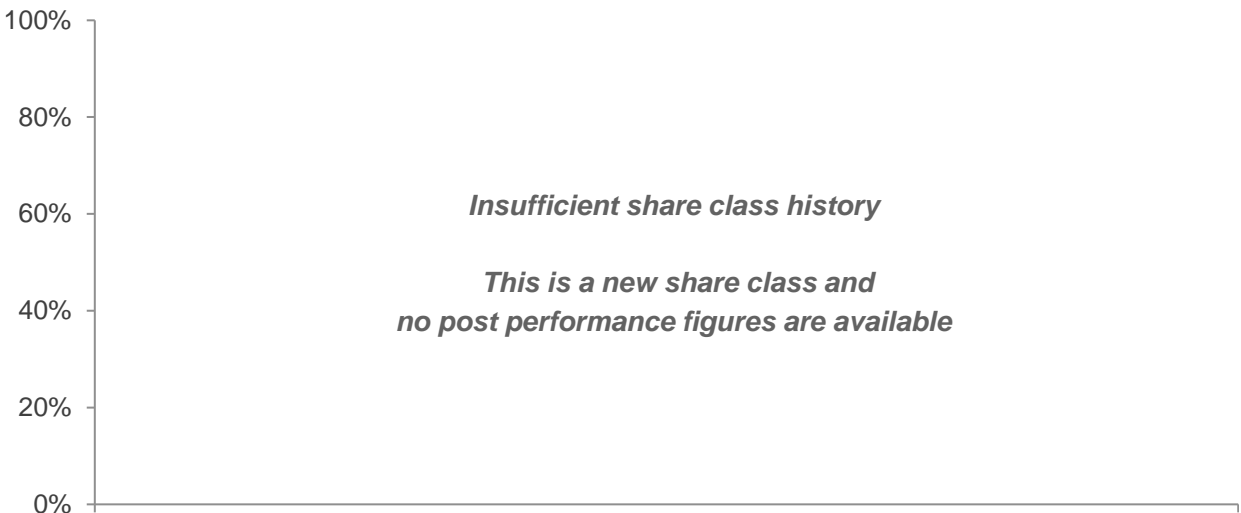 100%
80%
60%
Insufficient share class history
This is a new share class and
40%
no post performance figures are available
20%
0%